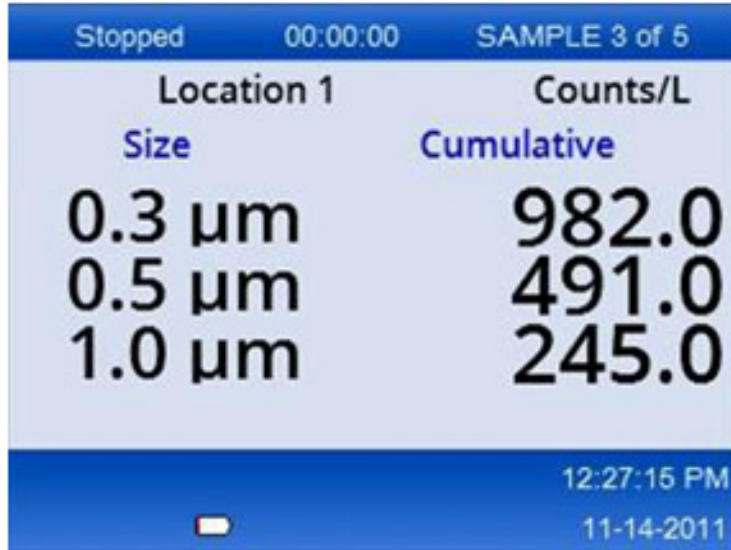 Stopped 00:00:00 SAMPLE 3 of 5
Location 1 Counts/L
Size Cumulative
0.3 µm 982.0
0.5 µm 491.0
1.0 µm 245.0
12:27:15 PM
11-14-2011